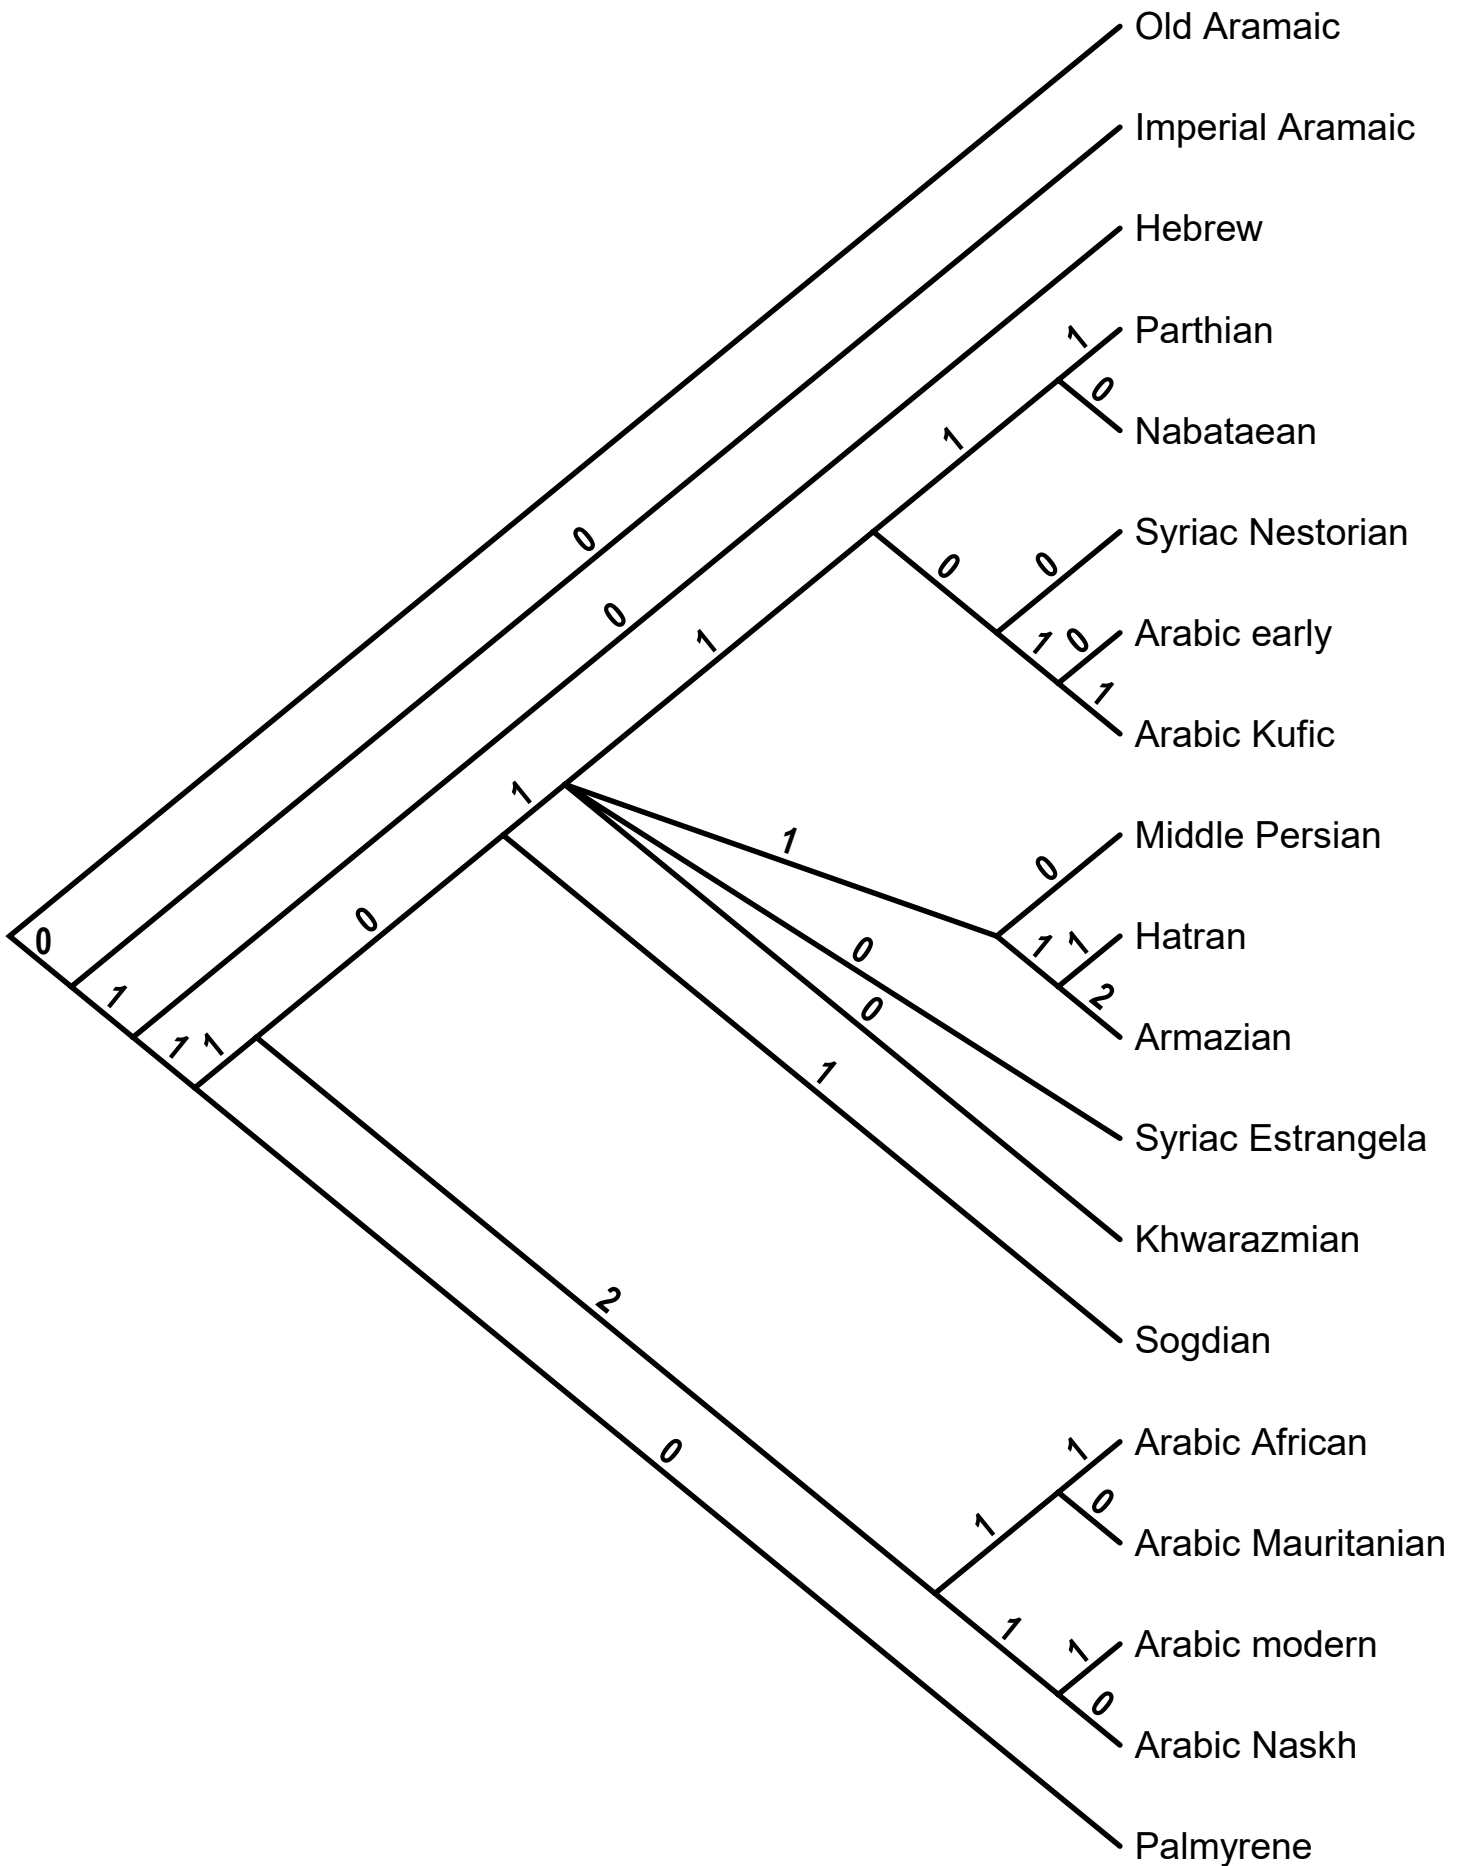 Old Aramaic
Imperial Aramaic
Hebrew
1 Parthian
0
1 Nabataean
0
0 0 Syriac Nestorian
0
1 1 0 Arabic early
1
Arabic Kufic
1
1 0 Middle Persian
0 0 1 1 Hatran
0
1 0 2
Armazian
1 1 1
Syriac Estrangela
Khwarazmian
2
Sogdian
1 Arabic African
0
0
1 Arabic Mauritanian
1 1 Arabic modern
0
Arabic Naskh
Palmyrene